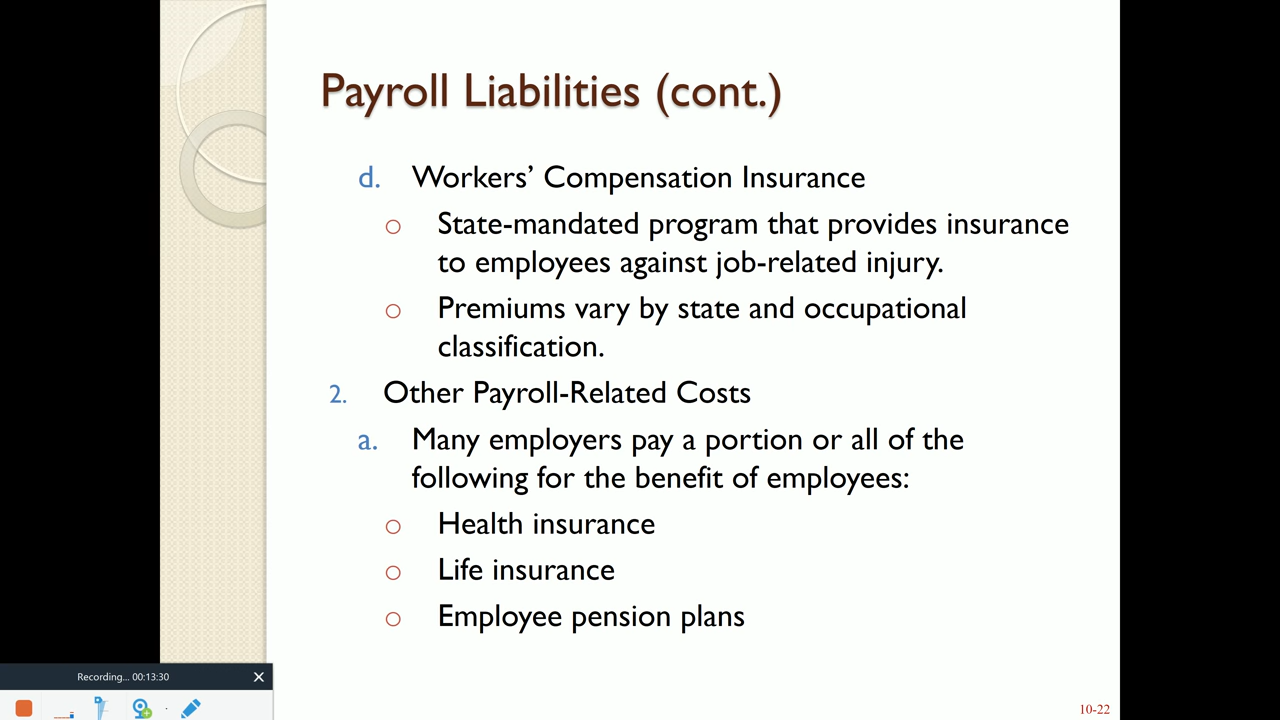 Payroll Liabilities (cont.)
d. Workers’ Compensation Insurance
o State-mandated program that provides insurance
to employees against job-related injury.
o Premiums vary by state and occupational
classification.
2. Other Payroll-Related Costs
a. Many employers pay a portion or all of the
following for the benefit of employees:
o Health insurance
o Life insurance
o Employee pension plans
Recording... 00:13:30
10-22